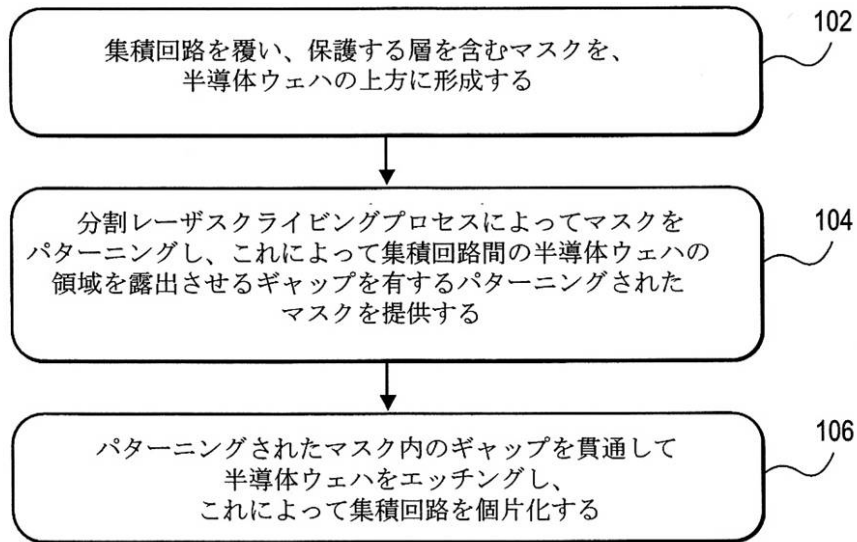 集積回路を覆い、保護する層を含むマスクを、
半導体ウェハの上方に形成する
102
分割レーザスクライビングプロセスによってマスクを
パターニングし、これによって集積回路間の半導体ウェハの
領域を露出させるギャップを有するパターニングされた
マスクを提供する
104
パターニングされたマスク内のギャップを貫通して
半導体ウェハをエッチングし、
これによって集積回路を個片化する
106